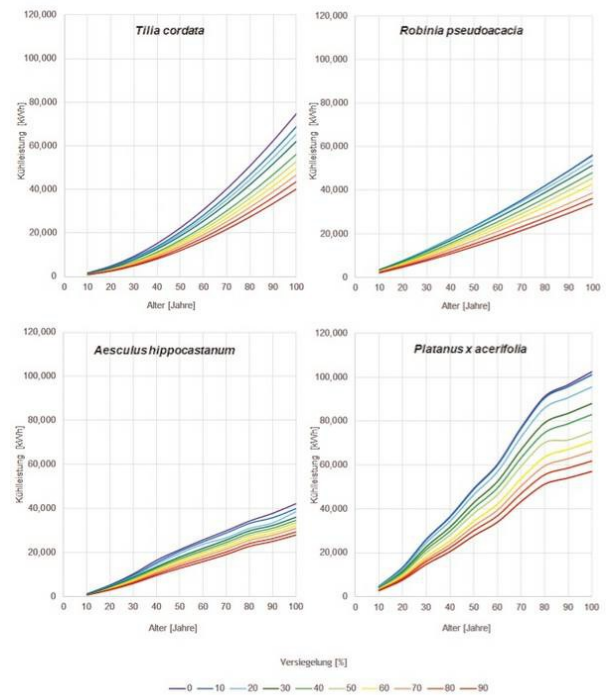 120,000
Tilia cordata
100,000
80,000
60,000
40,000
20,000
0
Kühlleistung [kWh]
0 10 20 30 40 50 60 70 80 90 100
Alter [Jahre]
120,000
Robinia pseudoacacia
100,000
80,000
60,000
40,000
20,000
0
Kühlleistung [kWh]
0 10 20 30 40 50 60 70 80 90 100
Alter [Jahre]
120,000
Aesculus hippocastanum
100,000
80,000
60,000
40,000
20,000
0
Kühlleistung [kWh]
0 10 20 30 40 50 60 70 80 90 100
Alter [Jahre]
120,000
Platanus x acerifolia
100,000
80,000
60,000
40,000
20,000
0
Kühlleistung [kWh]
0 10 20 30 40 50 60 70 80 90 100
Alter [Jahre]
Versiegelung [%]
0 10 20 30 40 50 60 70 80 90